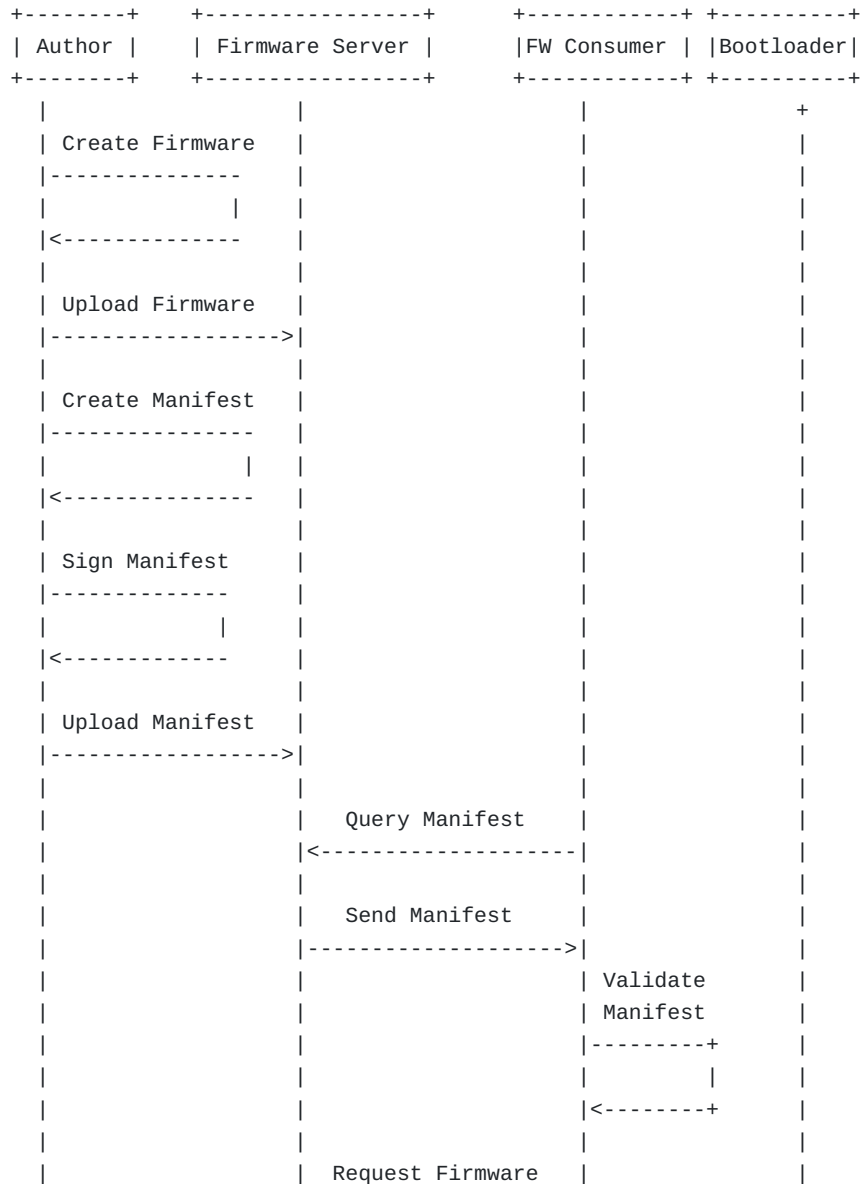 +--------+    +-----------------+      +------------+ +----------+
| Author |    | Firmware Server |      |FW Consumer | |Bootloader|
+--------+    +-----------------+      +------------+ +----------+
  |                   |                     |                +
  | Create Firmware   |                     |                |
  |---------------    |                     |                |
  |              |    |                     |                |
  |<--------------    |                     |                |
  |                   |                     |                |
  | Upload Firmware   |                     |                |
  |------------------>|                     |                |
  |                   |                     |                |
  | Create Manifest   |                     |                |
  |----------------   |                     |                |
  |               |   |                     |                |
  |<---------------   |                     |                |
  |                   |                     |                |
  | Sign Manifest     |                     |                |
  |--------------     |                     |                |
  |             |     |                     |                |
  |<-------------     |                     |                |
  |                   |                     |                |
  | Upload Manifest   |                     |                |
  |------------------>|                     |                |
  |                   |                     |                |
  |                   |   Query Manifest    |                |
  |                   |<--------------------|                |
  |                   |                     |                |
  |                   |   Send Manifest     |                |
  |                   |-------------------->|                |
  |                   |                     | Validate       |
  |                   |                     | Manifest       |
  |                   |                     |---------+      |
  |                   |                     |         |      |
  |                   |                     |<--------+      |
  |                   |                     |                |
  |                   |  Request Firmware   |                |